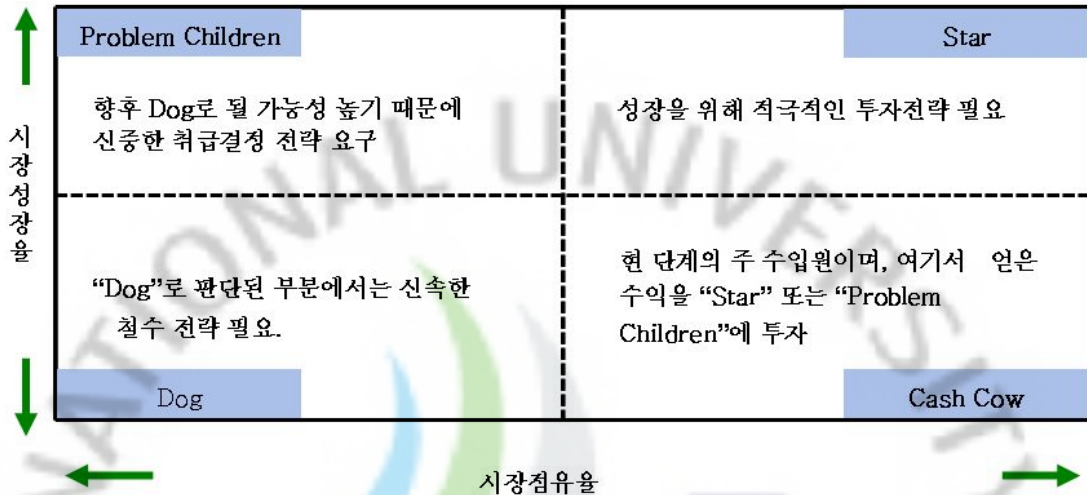 Problem Children
Star
향후 Dog로 될 가능성 높기 때문에
신중한 취급결정 전략 요구
성장을 위해 적극적인 투자전략 필요
시장성장율
“Dog”로 판단된 부분에서는 신속한
철수 전략 필요.
현 단계의 주 수입원이며, 여기서 얻은
수익을 “Star” 또는 “Problem
Children”에 투자
Dog
Cash Cow
시장점유율
NATIONAL UNIVERSITY